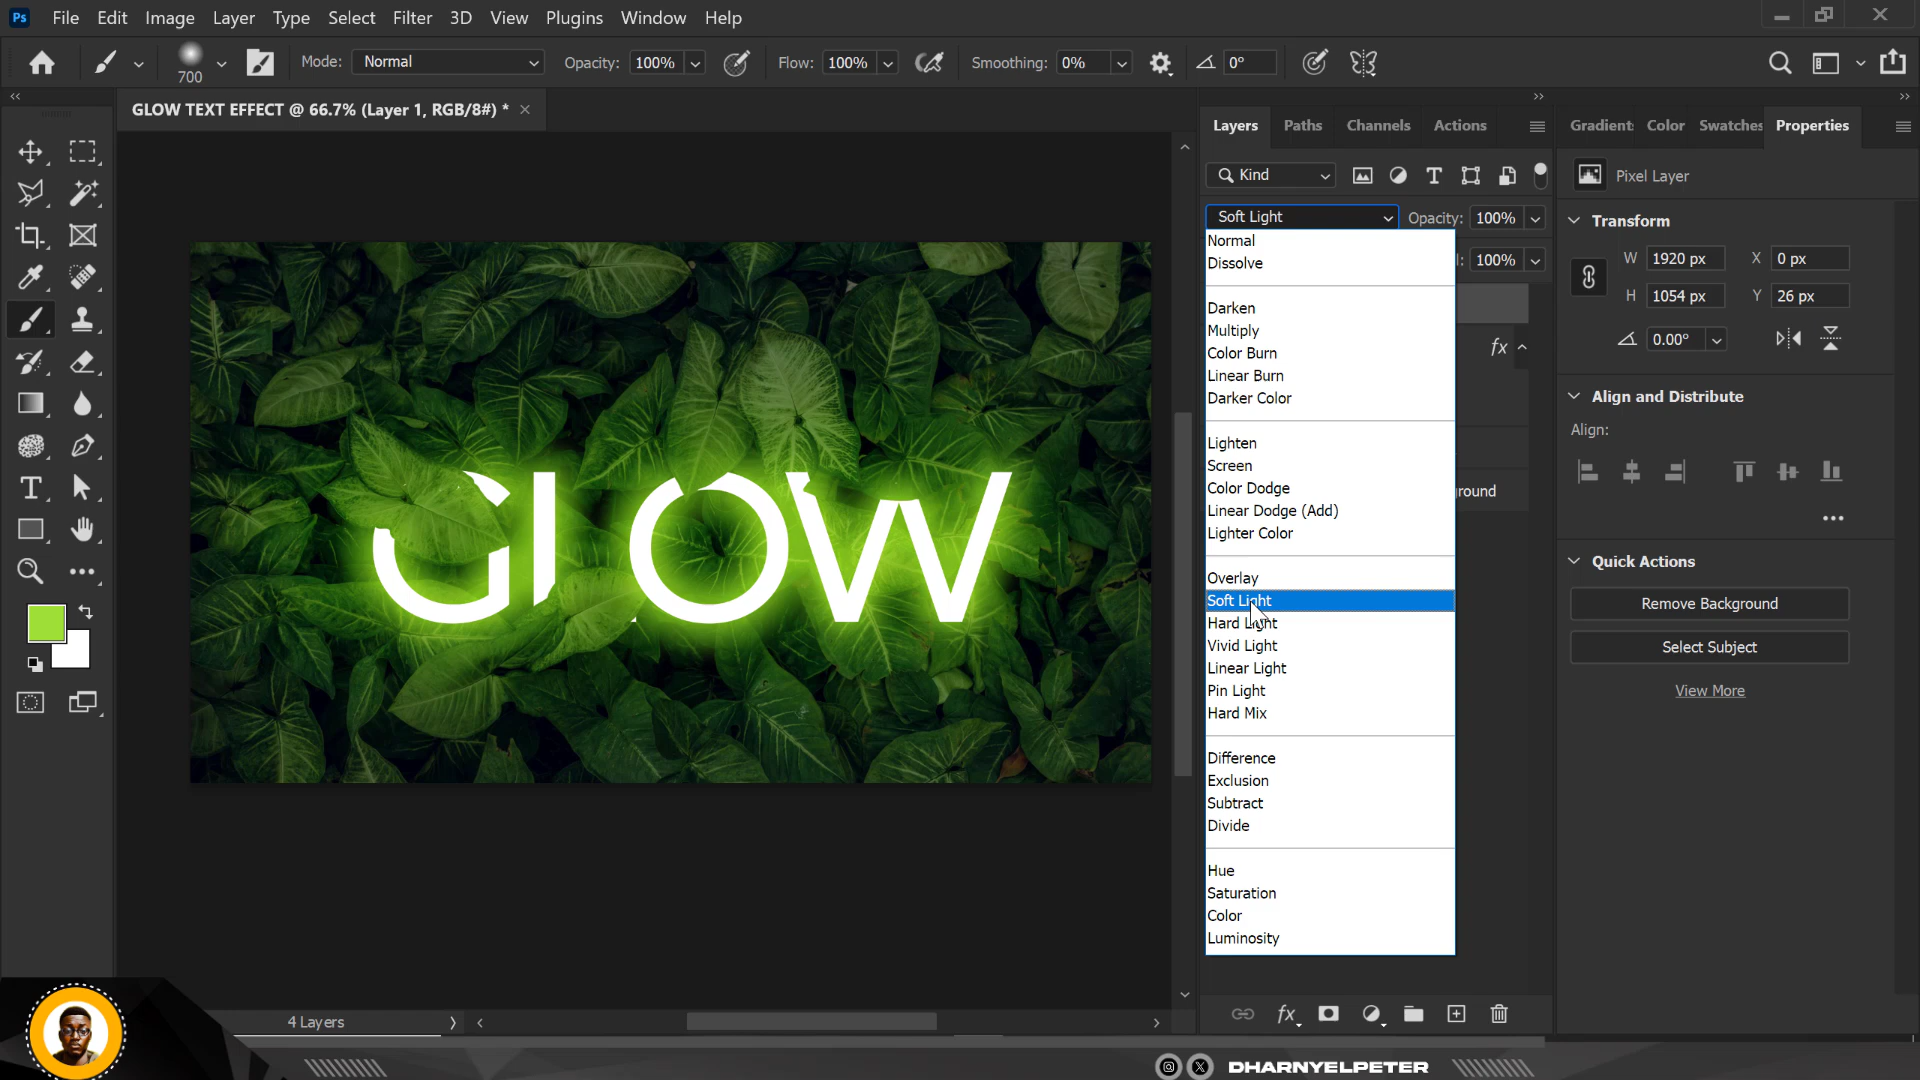 Ps File Edit Image Layer Type Select Filter 3D View Plugins Window Help
700 Mode: Normal Opacity: 100% Flow: 100% Smoothing: 0% 0°
GLOW TEXT EFFECT @ 66.7% (Layer 1, RGB/8#) * ×
Layers Paths Channels Actions
Gradient Color Swatches Properties
Kind
Pixel Layer
Soft Light Opacity: 100%
Transform
Normal
Dissolve
l: 100%
W 1920 px X 0 px
H 1054 px Y 26 px
Darken
Multiply
0.00°
fx
Color Burn
Linear Burn
Darker Color
Align and Distribute
Align:
Lighten
Screen
Color Dodge
round
Linear Dodge (Add)
Lighter Color
GLOW
Quick Actions
Overlay
Soft Light
Remove Background
Hard Light
Vivid Light
Select Subject
Linear Light
Pin Light
View More
Hard Mix
Difference
Exclusion
Subtract
Divide
Hue
Saturation
Color
Luminosity
4 Layers
fx
DHARNYELPETER